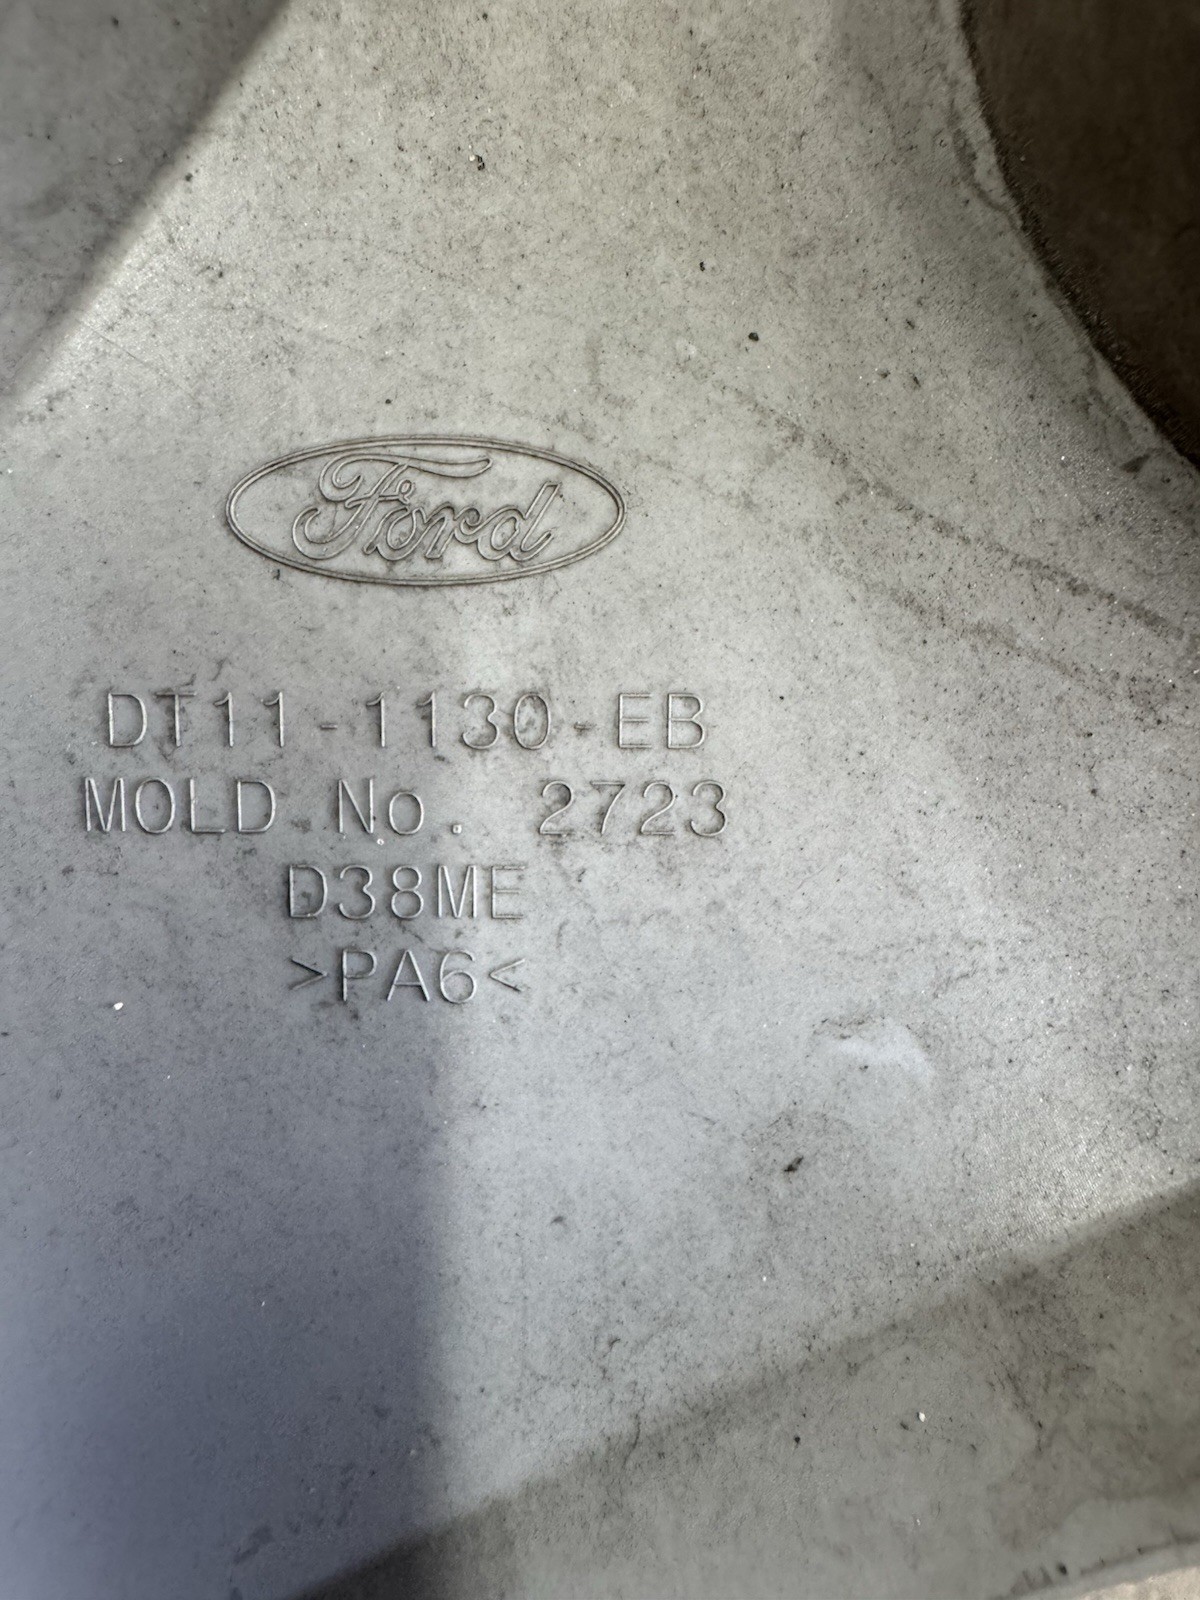 Ford
DT11-1130-EB
MOLD No. 2723
D38ME
>PA6<